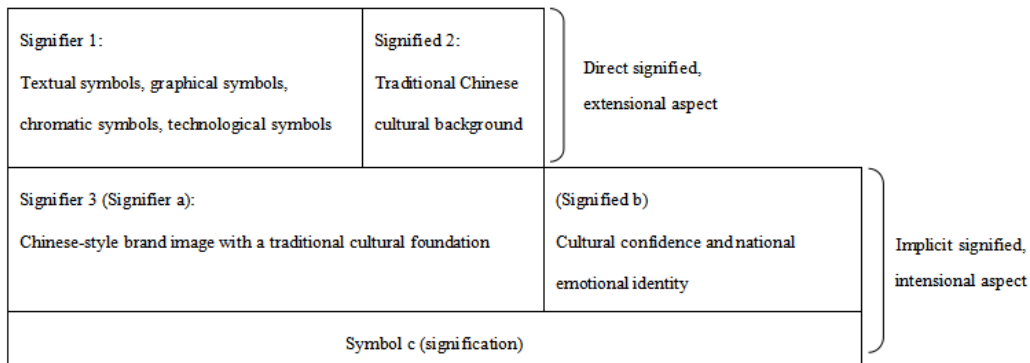 Signifier 1:
Textual symbols, graphical symbols,
chromatic symbols, technological symbols
Signified 2:
Traditional Chinese
cultural background
Direct signified,
extensional aspect
Signifier 3 (Signifier a):
Chinese-style brand image with a traditional cultural foundation
(Signified b)
Cultural confidence and national
emotional identity
Implicit signified,
intensional aspect
Symbol c (signification)